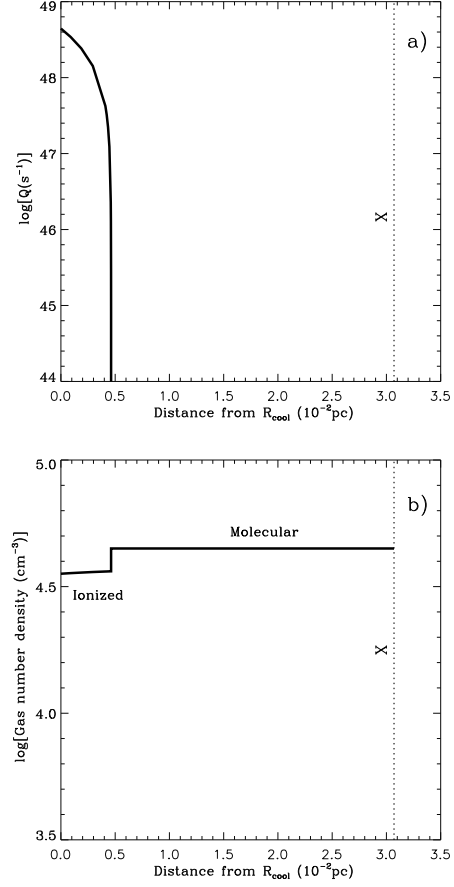 49
a)
48
47
log[Q(s⁻¹)]
X
46
45
44
0.0 0.5 1.0 1.5 2.0 2.5 3.0 3.5
Distance from R_cool (10⁻²pc)
5.0
b)
Molecular
4.5
Ionized
log[Gas number density (cm⁻³)]
X
4.0
3.5
0.0 0.5 1.0 1.5 2.0 2.5 3.0 3.5
Distance from R_cool (10⁻²pc)